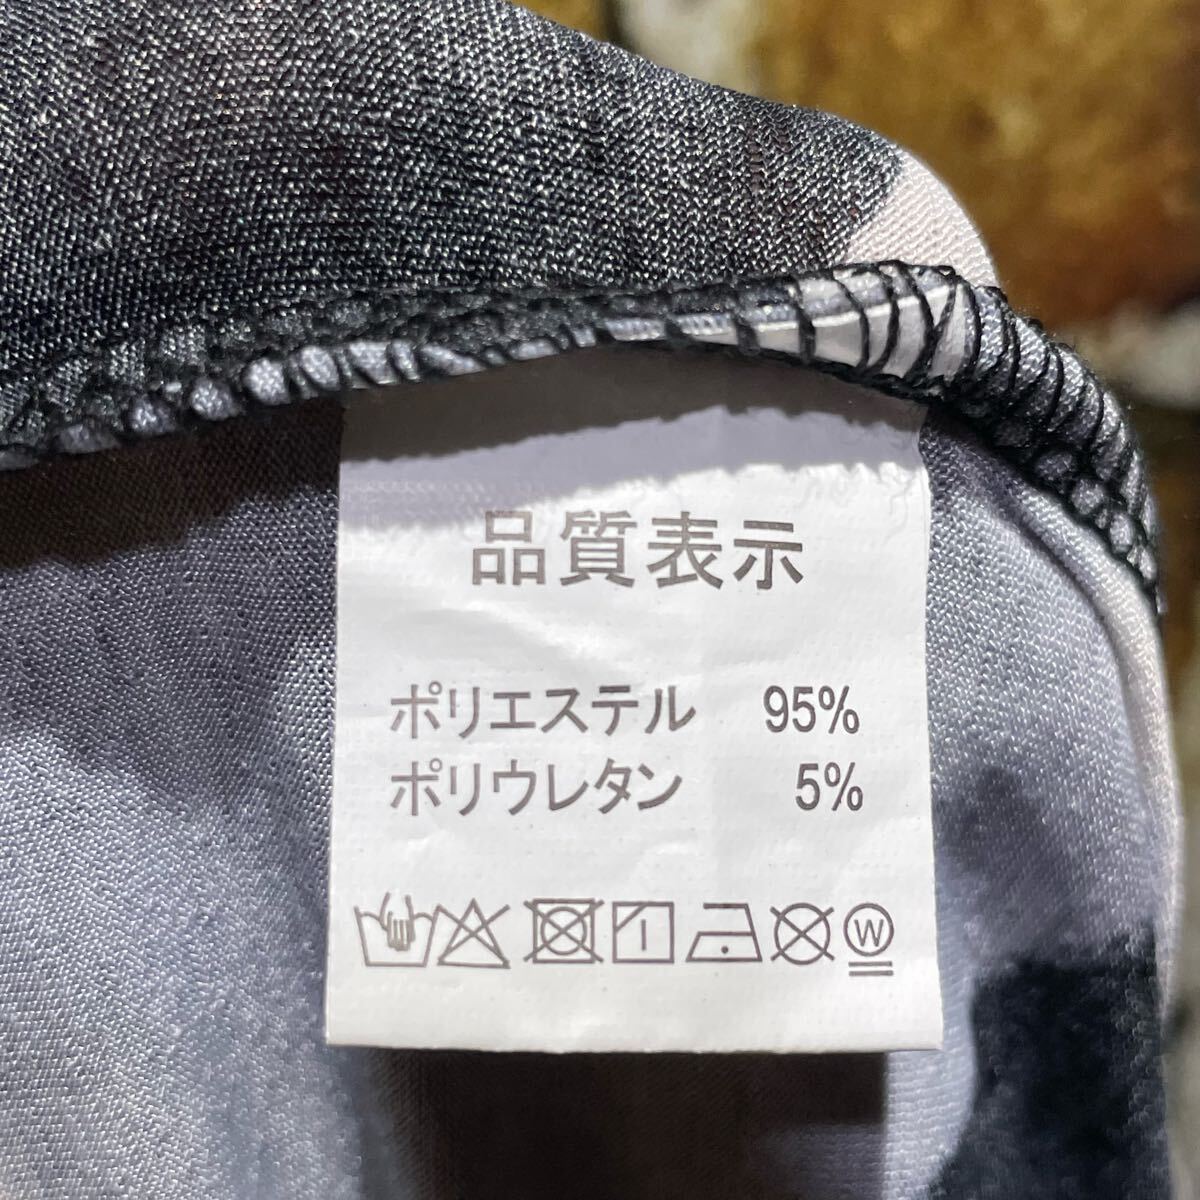 品質表示
ポリエステル 95%
ポリウレタン 5%
W